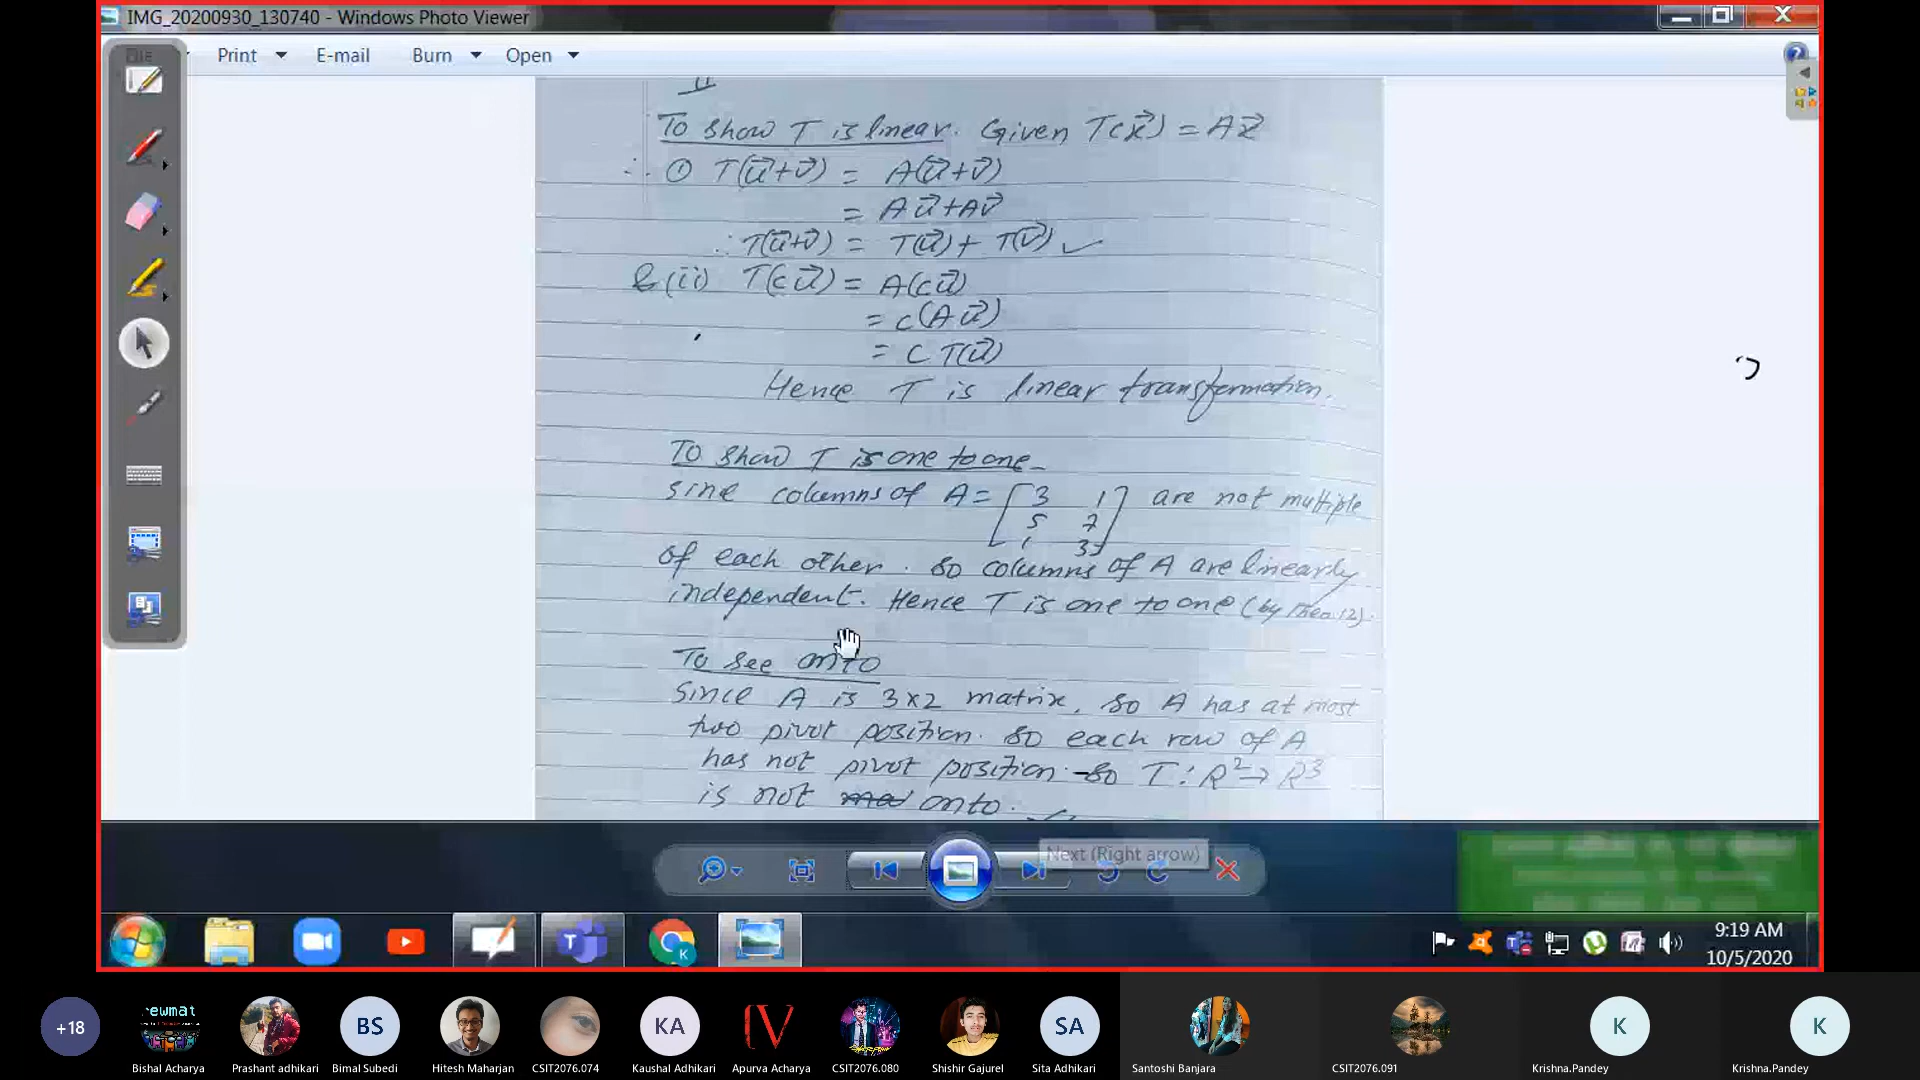 IMG_20200930_130740 - Windows Photo Viewer
File Print E-mail Burn Open
To show T is linear. Given T(x⃗) = Ax⃗
∴ ① T(u⃗+v⃗) = A(u⃗+v⃗)
= Au⃗+Av⃗
∴ T(u⃗+v⃗) = T(u⃗)+ T(v⃗) ✓
& (ii) T(cu⃗) = A(cu⃗)
= c(Au⃗)
= c T(u⃗)
Hence T is linear transformation.
To show T is one to one-
sine columns of A = [3 1] are not multiple
5 7
1 3
of each other. so columns of A are linearly
independent. Hence T is one to one (by theo. 12).
To see onto
Since A is 3×2 matrix, so A has at most
two pivot position. so each row of A
has not pivot position. so T: R²→ R³
is not onto.
Next (Right arrow)
9:19 AM
10/5/2020
+18
ewmat
BS
KA
SA
K
K
Bishal Acharya
Prashant adhikari
Bimal Subedi
Hitesh Maharjan
CSIT2076.074
Kaushal Adhikari
Apurva Acharya
CSIT2076.080
Shishir Gajurel
Sita Adhikari
Santoshi Banjara
CSIT2076.091
Krishna.Pandey
Krishna.Pandey